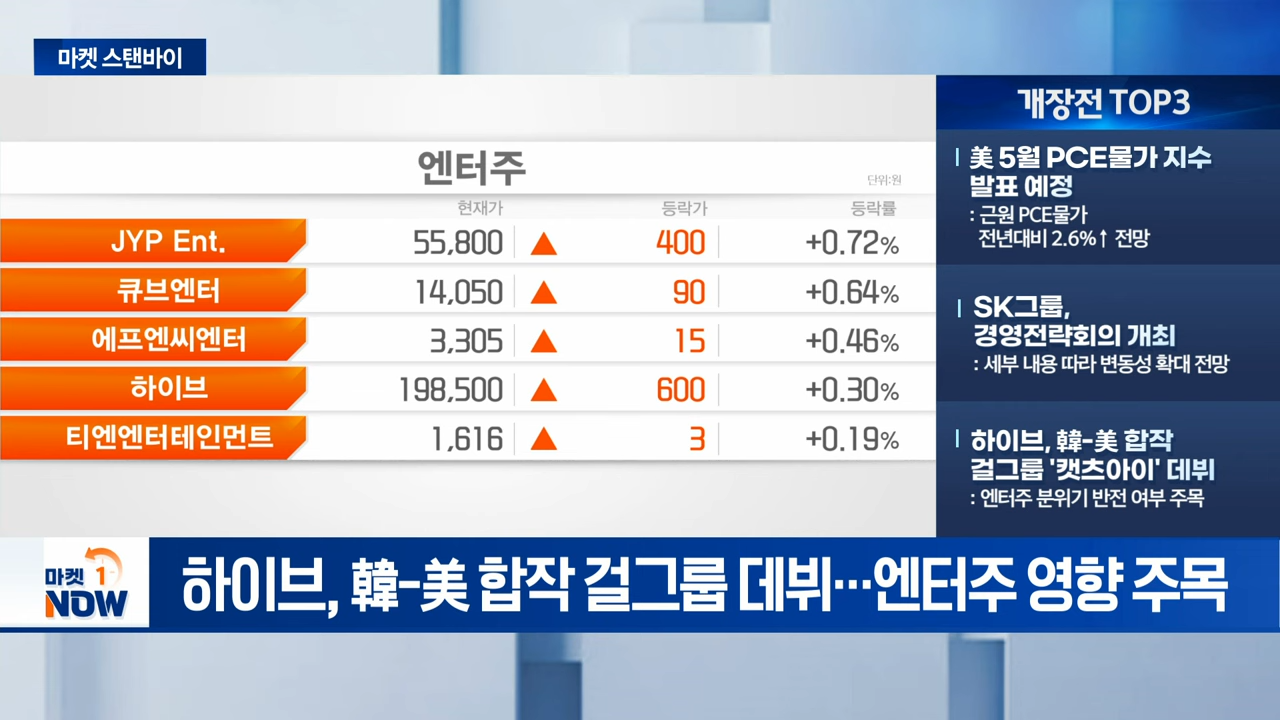 마켓 스탠바이
엔터주
단위:원
현재가 등락가 등락률
JYP Ent. 55,800 ▲ 400 +0.72%
큐브엔터 14,050 ▲ 90 +0.64%
에프엔씨엔터 3,305 ▲ 15 +0.46%
하이브 198,500 ▲ 600 +0.30%
티엔엔터테인먼트 1,616 ▲ 3 +0.19%
개장전 TOP3
美 5월 PCE물가 지수
발표 예정
: 근원 PCE물가
전년대비 2.6%↑ 전망
SK그룹,
경영전략회의 개최
: 세부 내용 따라 변동성 확대 전망
하이브, 韓-美 합작
걸그룹 '캣츠아이' 데뷔
: 엔터주 분위기 반전 여부 주목
마켓 1
NOW
하이브, 韓-美 합작 걸그룹 데뷔…엔터주 영향 주목